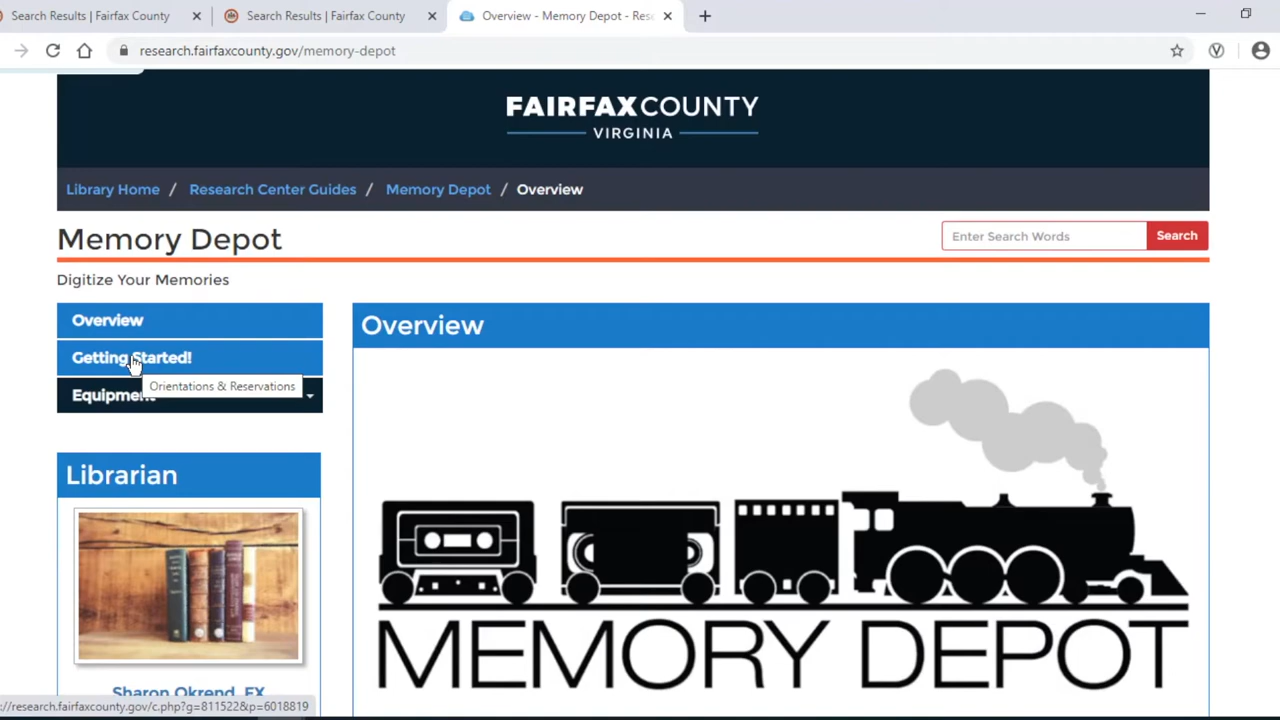 Search Results | Fairfax County
Search Results | Fairfax County
Overview - Memory Depot - Res
research.fairfaxcounty.gov/memory-depot
FAIRFAX COUNTY
VIRGINIA
Library Home / Research Center Guides / Memory Depot / Overview
Memory Depot
Enter Search Words
Search
Digitize Your Memories
Overview
Getting Started!
Orientations & Reservations
Equipment
Librarian
Sharon Okrend, FX
://research.fairfaxcounty.gov/c.php?g=811522&p=6018819
Overview
MEMORY DEPOT